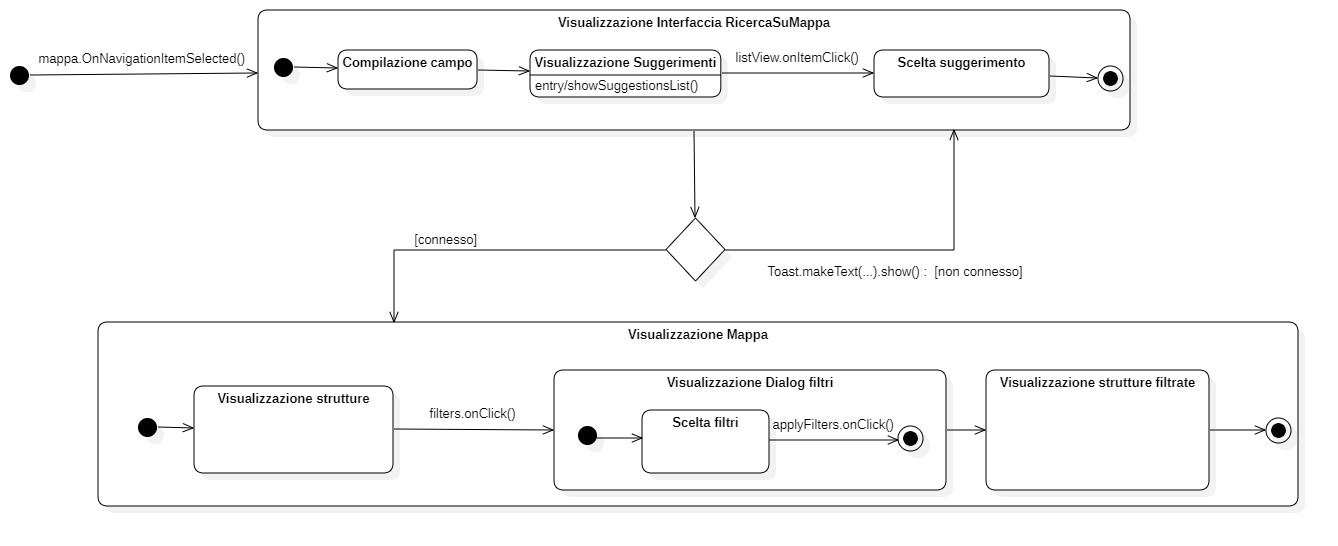 Visualizzazione Interfaccia RicercaSuMappa
mappa.OnNavigationItemSelected()
Compilazione campo
Visualizzazione Suggerimenti
entry/showSuggestionsList()
listView.onItemClick()
Scelta suggerimento
[connesso]
Toast.makeText(...).show() :  [non connesso]
Visualizzazione Mappa
Visualizzazione strutture
filters.onClick()
Visualizzazione Dialog filtri
Scelta filtri
applyFilters.onClick()
Visualizzazione strutture filtrate